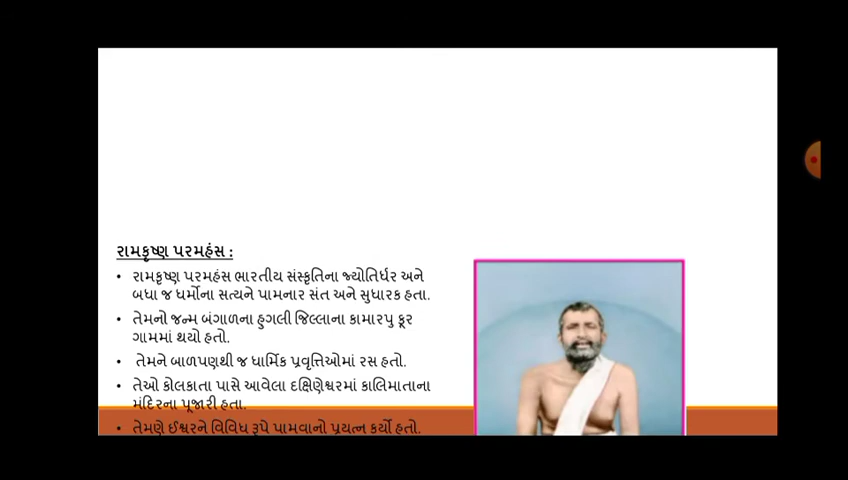 રામકૃષ્ણ પરમહંસ :
• રામકૃષ્ણ પરમહંસ ભારતીય સંસ્કૃતિના જ્યોતિર્ધર અને
બધા જ ધર્મોના સત્યને પામનાર સંત અને સુધારક હતા.
• તેમનો જન્મ બંગાળના હુગલી જિલ્લાના કામારપુ કૂર
ગામમાં થયો હતો.
• તેમને બાળપણથી જ ધાર્મિક પ્રવૃત્તિઓમાં રસ હતો.
• તેઓ કોલકાતા પાસે આવેલા દક્ષિણેશ્વરમાં કાલિમાતાના
મંદિરના પૂજારી હતા.
• તેમણે ઈશ્વરને વિવિધ રૂપે પામવાનો પ્રયત્ન કર્યો હતો.